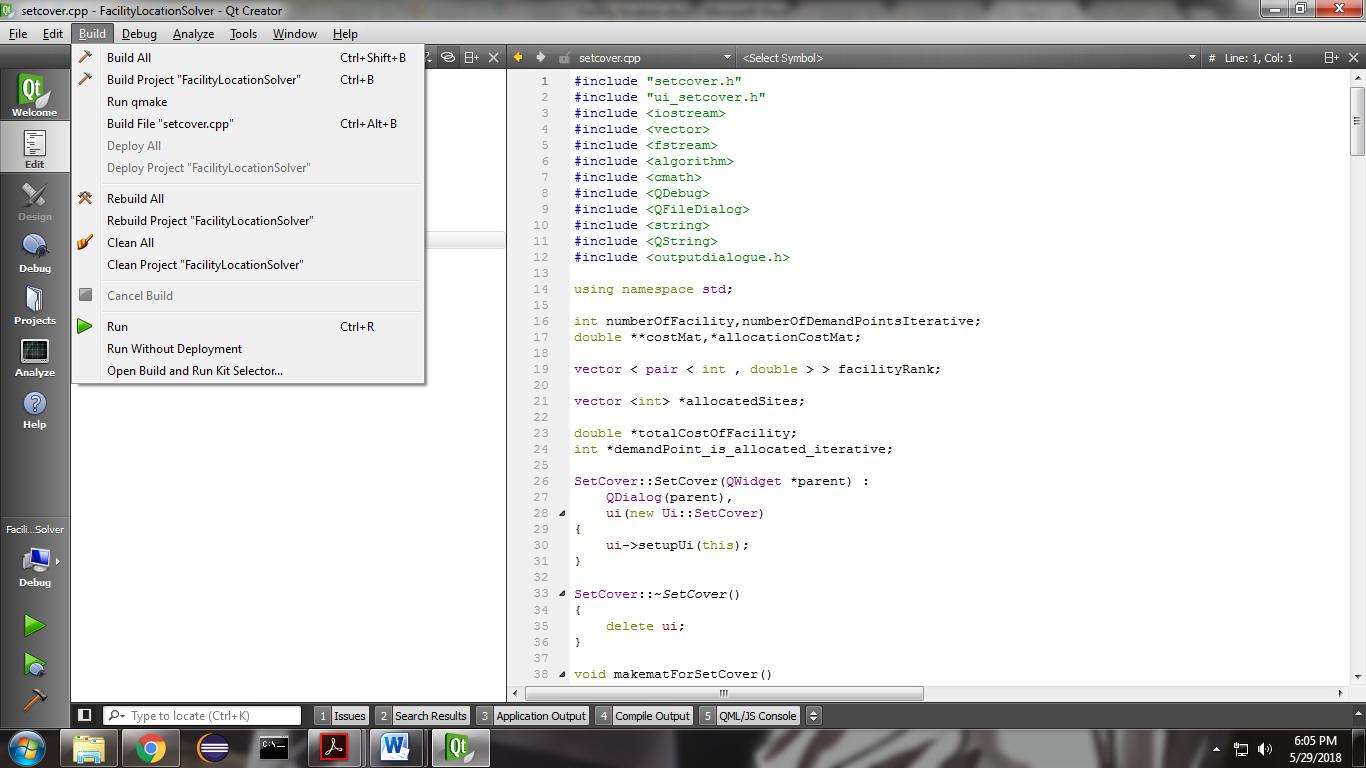 setcover.cpp - FacilityLocationSolver - Qt Creator
File Edit Build Debug Analyze Tools Window Help
Build All Ctrl+Shift+B
Build Project "FacilityLocationSolver" Ctrl+B
Run qmake
Build File "setcover.cpp" Ctrl+Alt+B
Deploy All
Deploy Project "FacilityLocationSolver"
Rebuild All
Rebuild Project "FacilityLocationSolver"
Clean All
Clean Project "FacilityLocationSolver"
Cancel Build
Run Ctrl+R
Run Without Deployment
Open Build and Run Kit Selector...
Qt
Welcome
Edit
Design
Debug
Projects
Analyze
Help
Facili...Solver
Debug
setcover.cpp <Select Symbol> # Line: 1, Col: 1
1 #include "setcover.h"
2 #include "ui_setcover.h"
3 #include <iostream>
4 #include <vector>
5 #include <fstream>
6 #include <algorithm>
7 #include <cmath>
8 #include <QDebug>
9 #include <QFileDialog>
10 #include <string>
11 #include <QString>
12 #include <outputdialogue.h>
13
14 using namespace std;
15
16 int numberOfFacility,numberOfDemandPointsIterative;
17 double **costMat,*allocationCostMat;
18
19 vector < pair < int , double > > facilityRank;
20
21 vector <int> *allocatedSites;
22
23 double *totalCostOfFacility;
24 int *demandPoint_is_allocated_iterative;
25
26 SetCover::SetCover(QWidget *parent) :
27 QDialog(parent),
28 ui(new Ui::SetCover)
29 {
30 ui->setupUi(this);
31 }
32
33 SetCover::~SetCover()
34 {
35 delete ui;
36 }
37
38 void makematForSetCover()
Type to locate (Ctrl+K) 1 Issues 2 Search Results 3 Application Output 4 Compile Output 5 QML/JS Console
C:\.
W
Qt
6:05 PM
5/29/2018